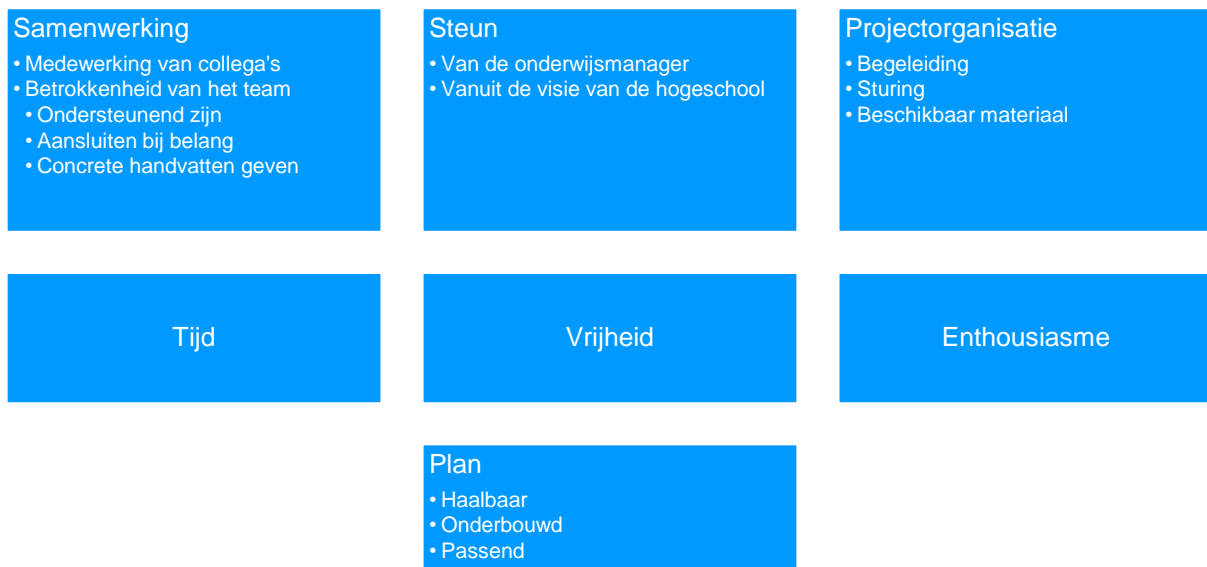 Samenwerking
• Medewerking van collega's
• Betrokkenheid van het team
• Ondersteunend zijn
• Aansluiten bij belang
• Concrete handvatten geven
Steun
• Van de onderwijsmanager
• Vanuit de visie van de hogeschool
Projectorganisatie
• Begeleiding
• Sturing
• Beschikbaar materiaal
Tijd
Vrijheid
Enthousiasme
Plan
• Haalbaar
• Onderbouwd
• Passend